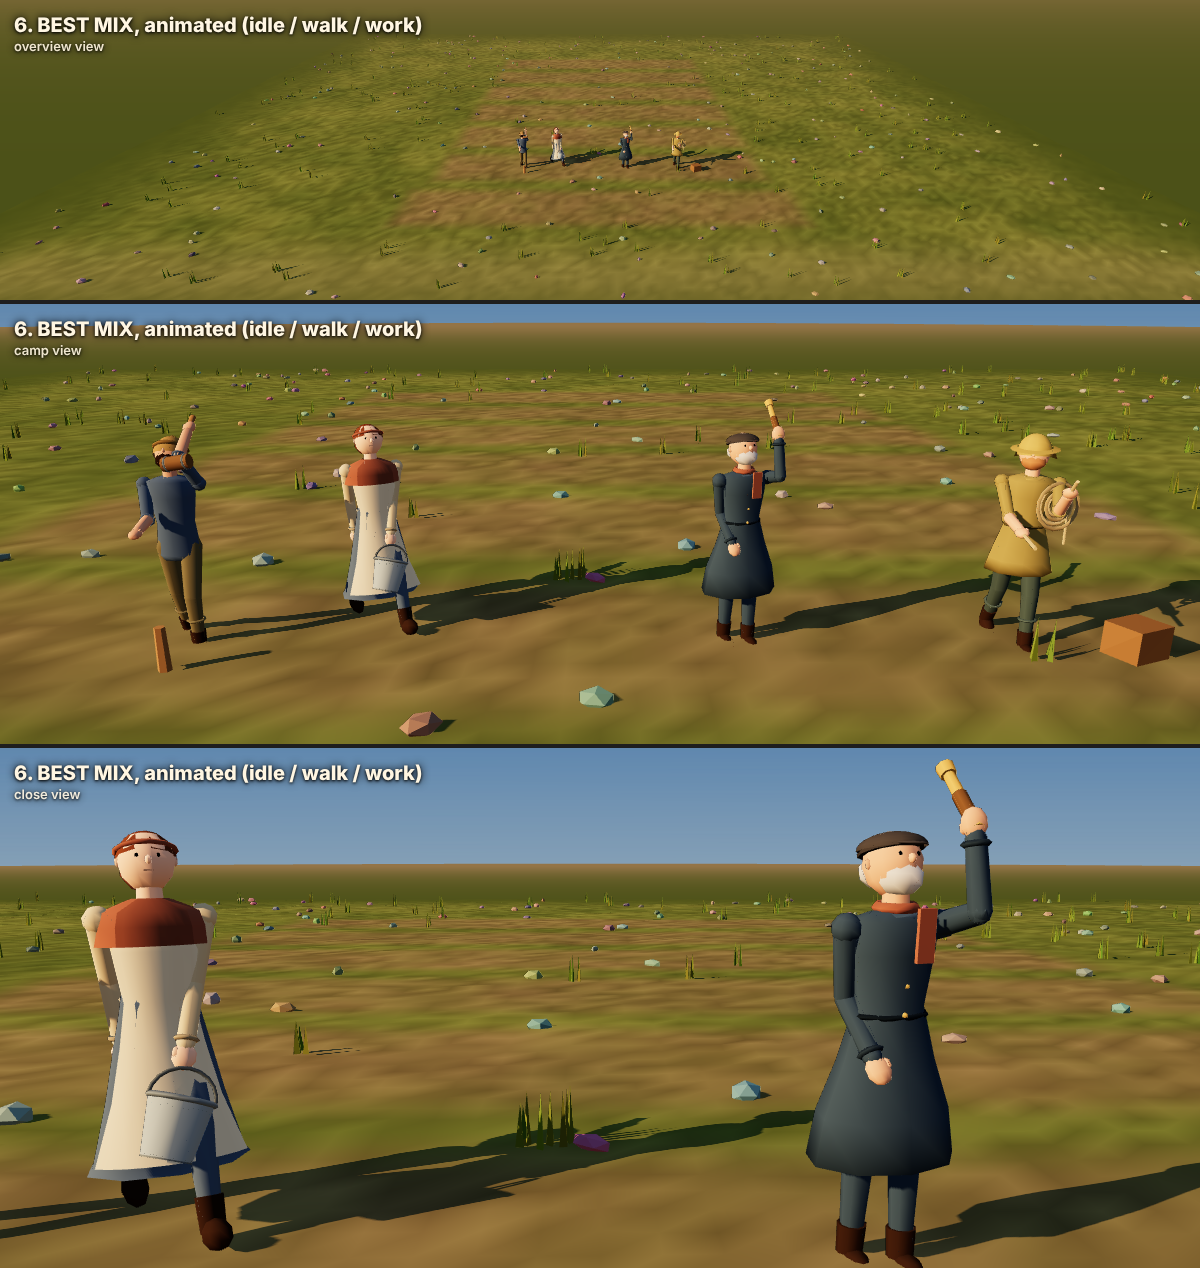 6. BEST MIX, animated (idle / walk / work)
overview view
6. BEST MIX, animated (idle / walk / work)
camp view
6. BEST MIX, animated (idle / walk / work)
close view